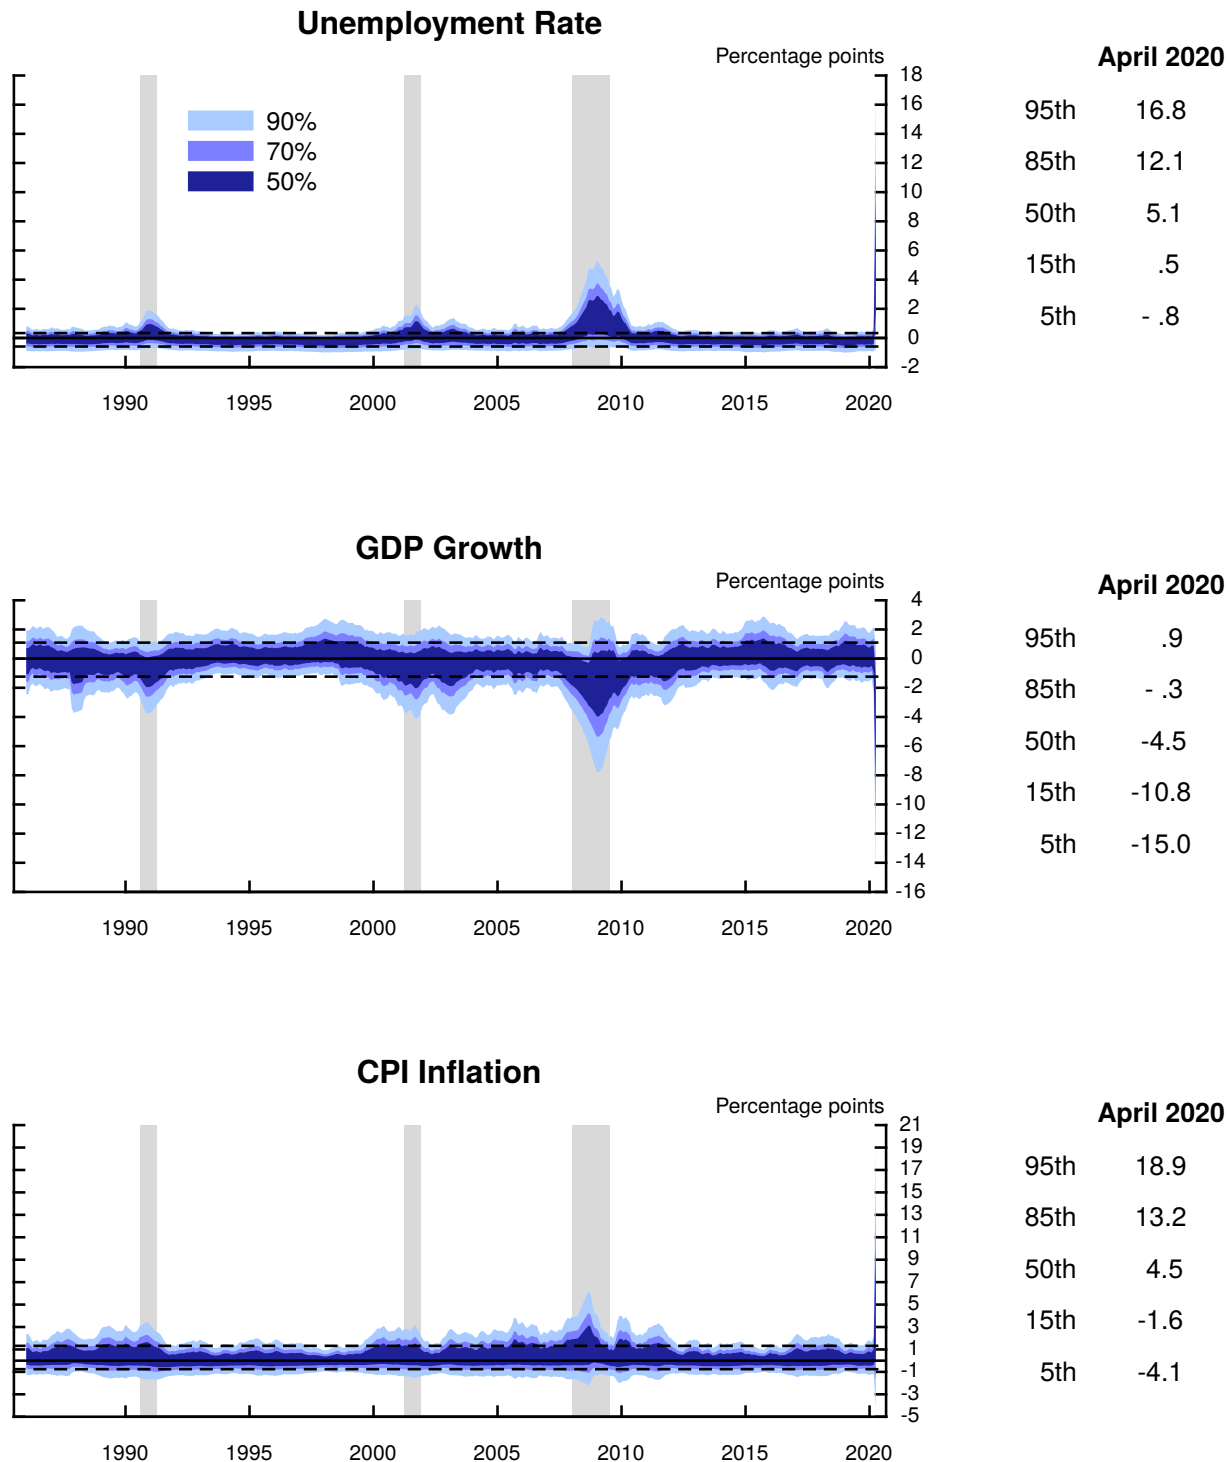 Unemployment Rate
Percentage points
April 2020
18
16
14
12
10
8
6
4
2
0
-2
90%
70%
50%
95th 16.8
85th 12.1
50th 5.1
15th .5
5th - .8
1990 1995 2000 2005 2010 2015 2020
GDP Growth
Percentage points
April 2020
4
2
0
-2
-4
-6
-8
-10
-12
-14
-16
95th .9
85th - .3
50th -4.5
15th -10.8
5th -15.0
1990 1995 2000 2005 2010 2015 2020
CPI Inflation
Percentage points
April 2020
21
19
17
15
13
11
9
7
5
3
1
-1
-3
-5
95th 18.9
85th 13.2
50th 4.5
15th -1.6
5th -4.1
1990 1995 2000 2005 2010 2015 2020